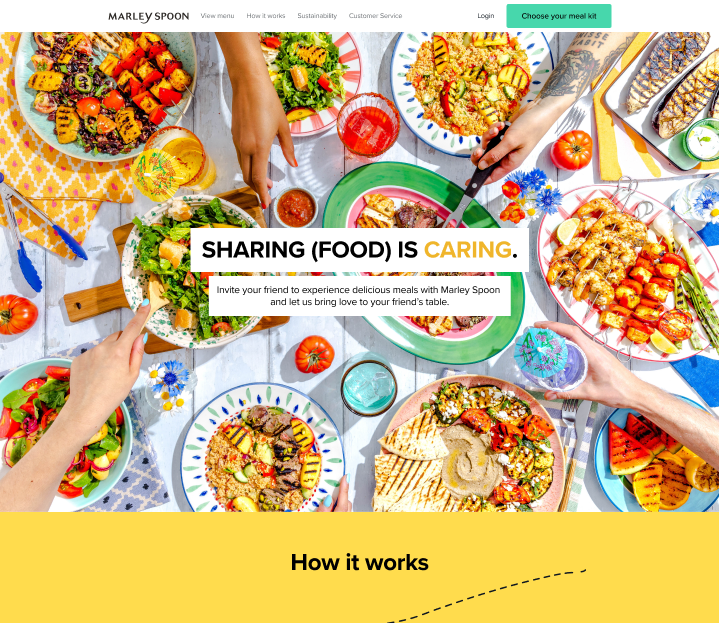 MARLEY SPOON
View menu
How it works
Sustainability
Customer Service
Login
Choose your meal kit
SHARING (FOOD) IS CARING.
Invite your friend to experience delicious meals with Marley Spoon
and let us bring love to your friend's table.
How it works